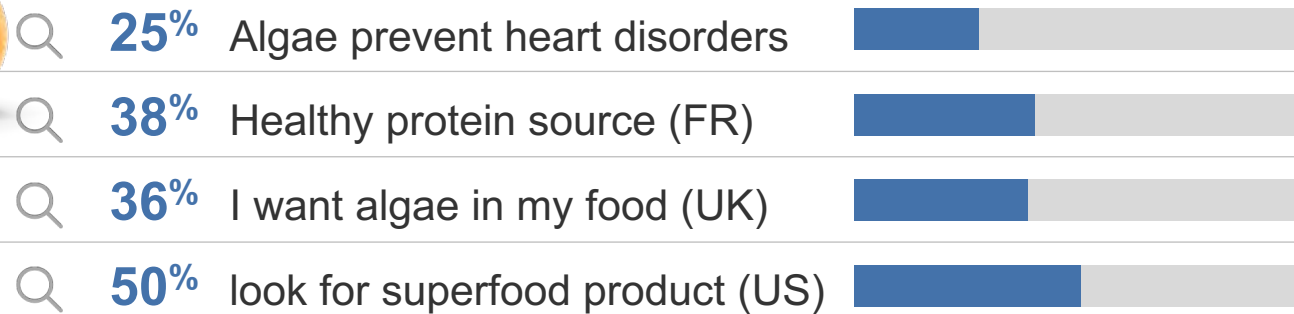 25% Algae prevent heart disorders
38% Healthy protein source (FR)
36% I want algae in my food (UK)
50% look for superfood product (US)